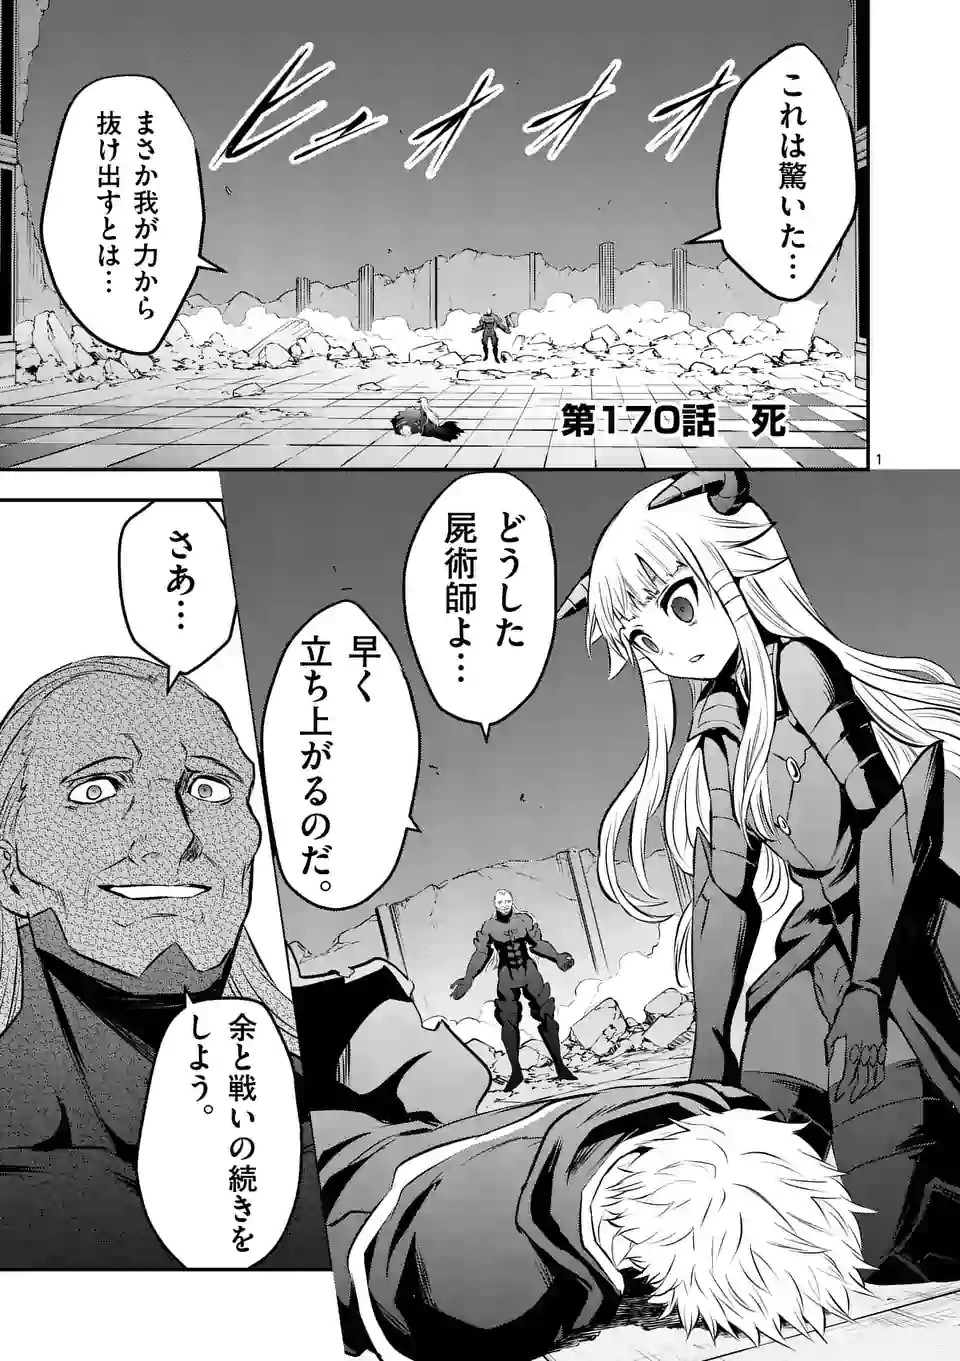 これは驚いた…
ヒュオオオオ
まさか我が力から
抜け出すとは…
第170話 死
1
どうした
屍術師よ…
早く
立ち上がるのだ。
さあ…
余と戦いの続きを
しよう。